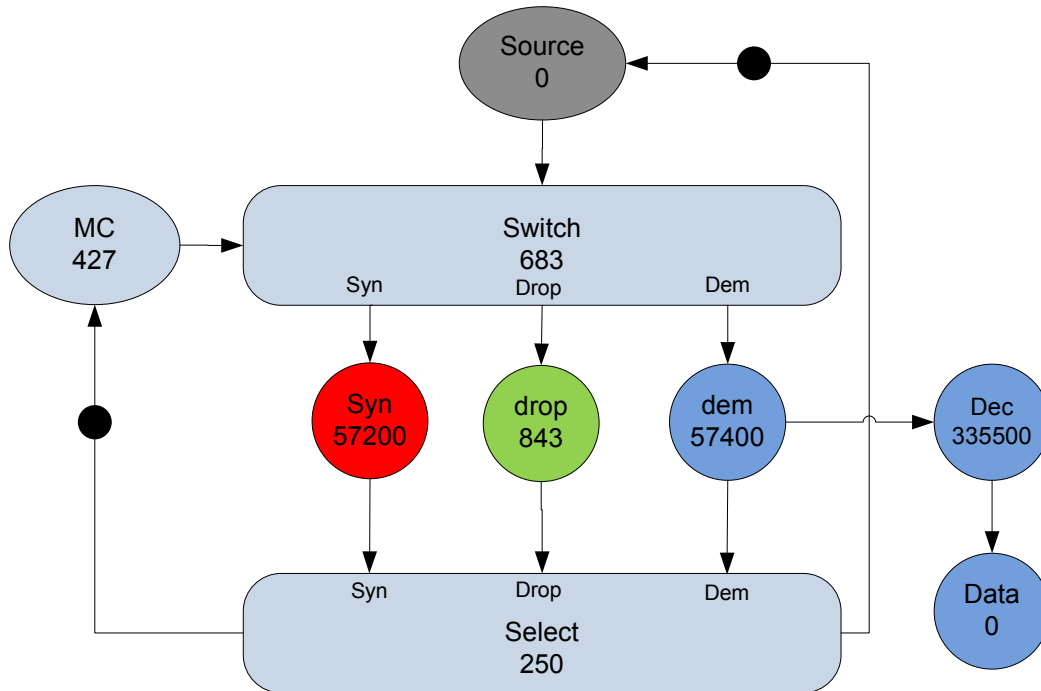 Source
0
MC
427
Switch
683
Syn
Drop
Dem
Syn
57200
drop
843
dem
57400
Dec
335500
Syn
Drop
Dem
Select
250
Data
0